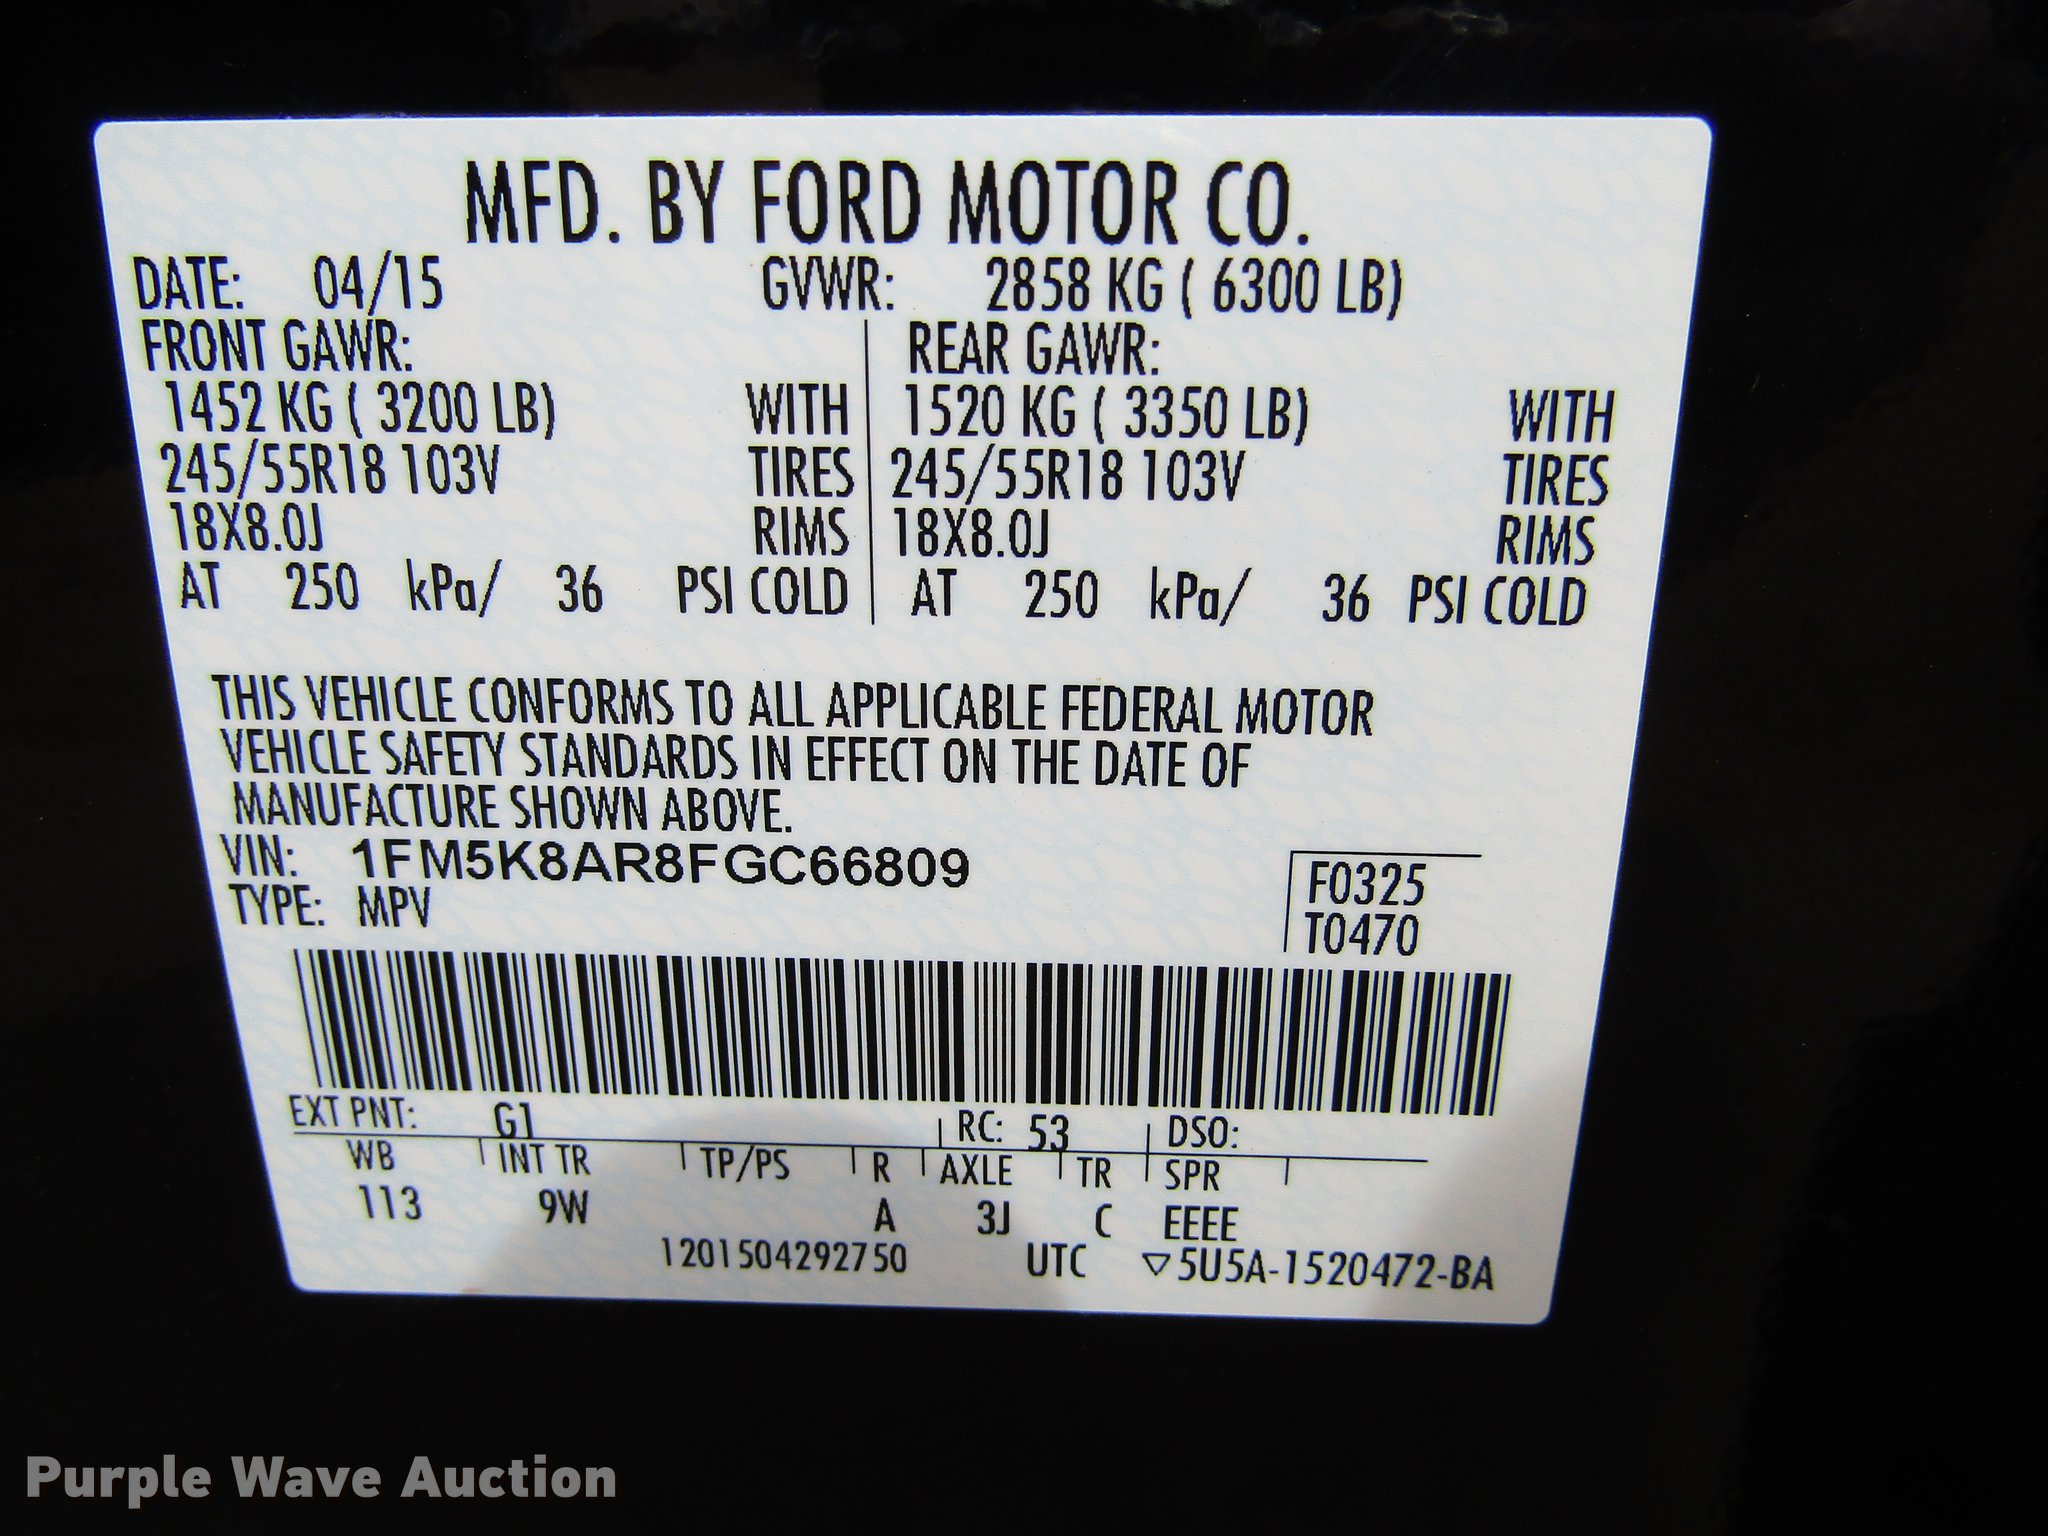 MFD. BY FORD MOTOR CO.
DATE: 04/15 GVWR: 2858 KG ( 6300 LB)
FRONT GAWR: REAR GAWR:
1452 KG ( 3200 LB) WITH 1520 KG ( 3350 LB) WITH
245/55R18 103V TIRES 245/55R18 103V TIRES
18X8.0J RIMS 18X8.0J RIMS
AT 250 kPa/ 36 PSI COLD AT 250 kPa/ 36 PSI COLD
THIS VEHICLE CONFORMS TO ALL APPLICABLE FEDERAL MOTOR
VEHICLE SAFETY STANDARDS IN EFFECT ON THE DATE OF
MANUFACTURE SHOWN ABOVE.
VIN: 1FM5K8AR8FGC66809
TYPE: MPV
F0325
T0470
EXT PNT: G1 RC: 53 DSO:
WB INT TR TP/PS R AXLE TR SPR
113 9W A 3J C EEEE
1201504292750 UTC ▽5U5A-1520472-BA
Purple Wave Auction